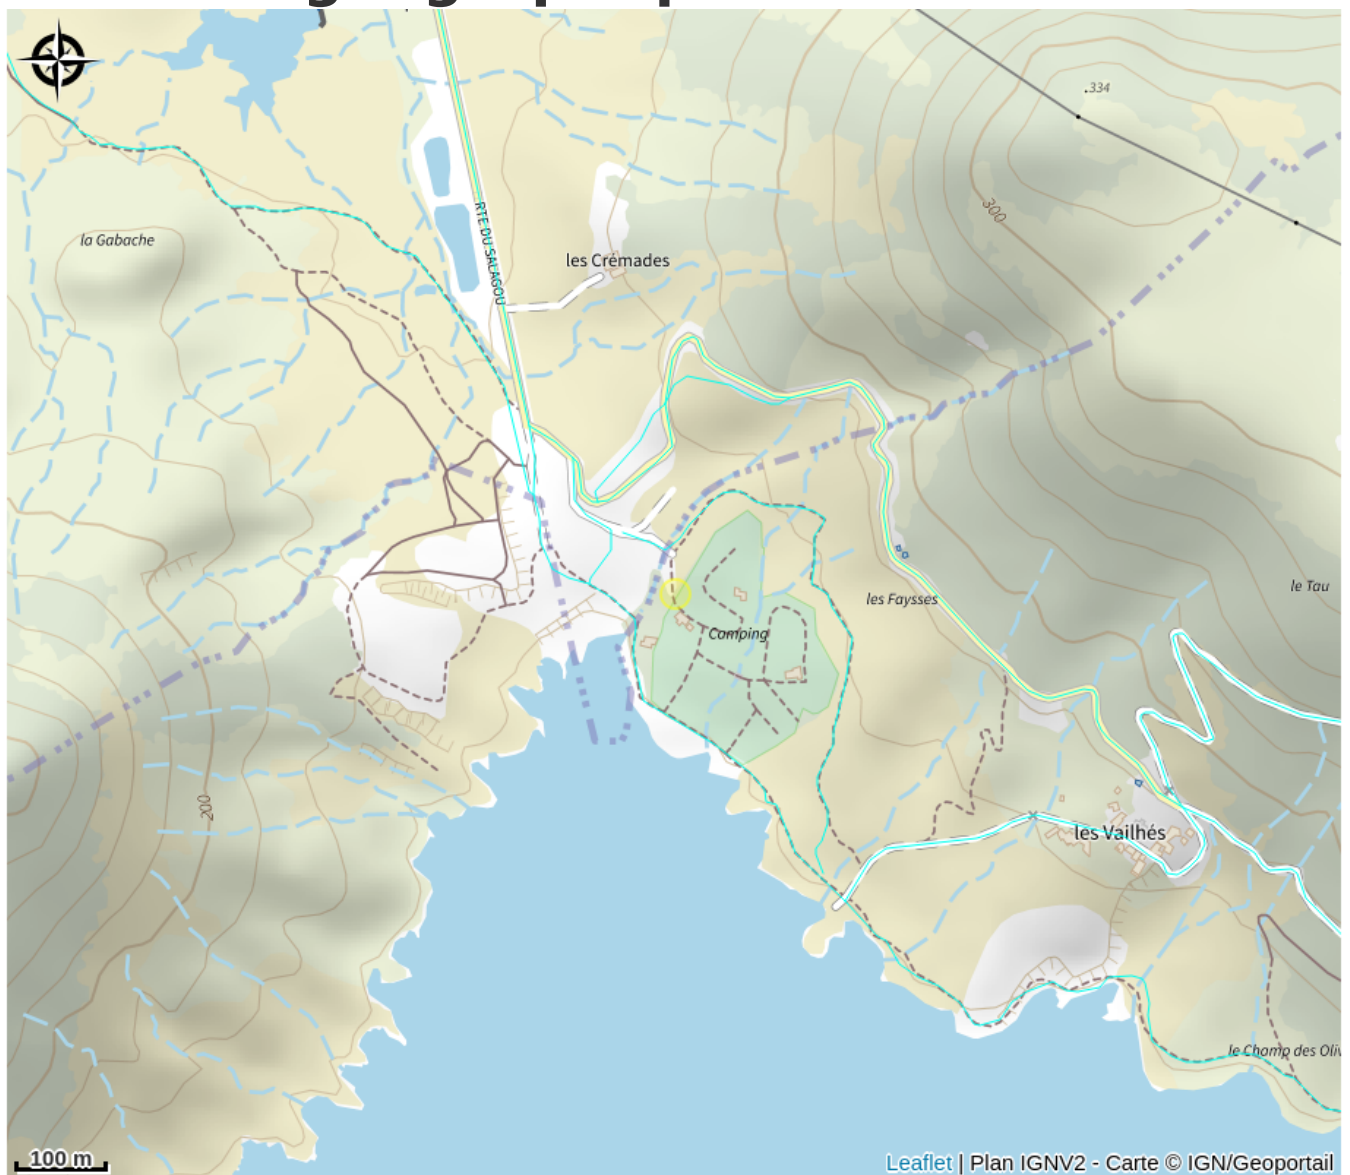 .334
300
la Gabache
RTE DU SALAGOU
les Crémades
le Tau
les Faysses
Camping
200
les Vailhés
le Champ des Oliv
100 m
Leaflet | Plan IGNV2 - Carte © IGN/Geoportail